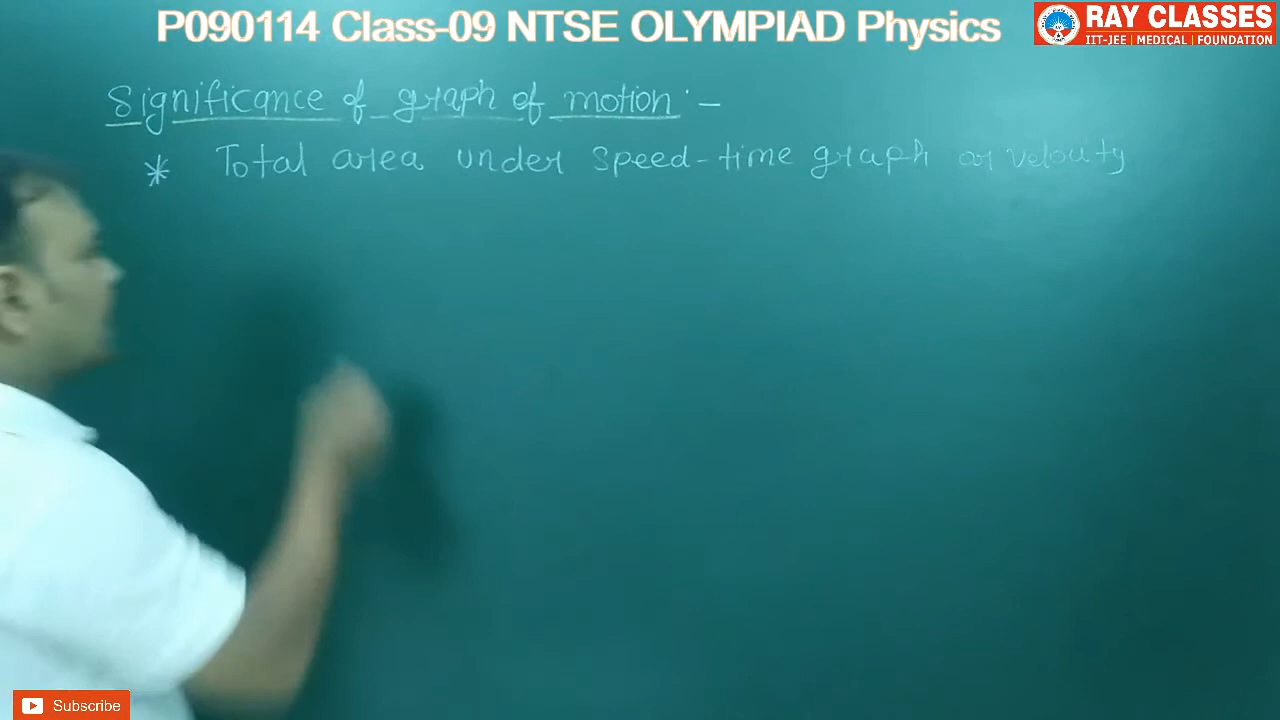 P090114 Class-09 NTSE OLYMPIAD Physics
RAY CLASSES
IIT-JEE | MEDICAL | FOUNDATION
Significance of graph of motion :-
* Total area under speed-time graph or velocity
Subscribe